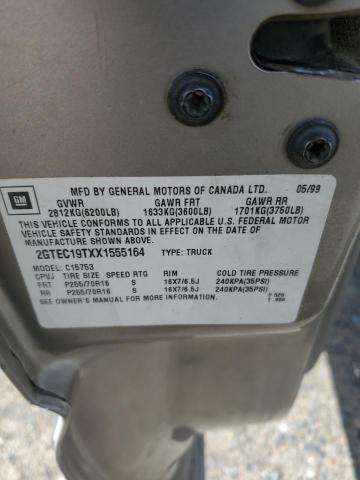 GM
MFD BY GENERAL MOTORS OF CANADA LTD. 05/99
GVWR GAWR FRT GAWR RR
2812KG(6200LB) 1633KG(3600LB) 1701KG(3750LB)
THIS VEHICLE CONFORMS TO ALL APPLICABLE U.S. FEDERAL MOTOR
VEHICLE SAFETY STANDARDS IN EFFECT ON THE DATE OF
MANUFACTURE SHOWN ABOVE.
2GTEC19TXX1555164 TYPE: TRUCK
MODEL: C15753
CPVJ TIRE SIZE SPEED RTG RIM COLD TIRE PRESSURE
FRT P255/70R16 S 16X7/6.5J 240KPA(35PSI)
RR P255/70R16 S 16X7/6.5J 240KPA(35PSI)
SEE OWNER'S MANUAL FOR MORE INFORMATION.